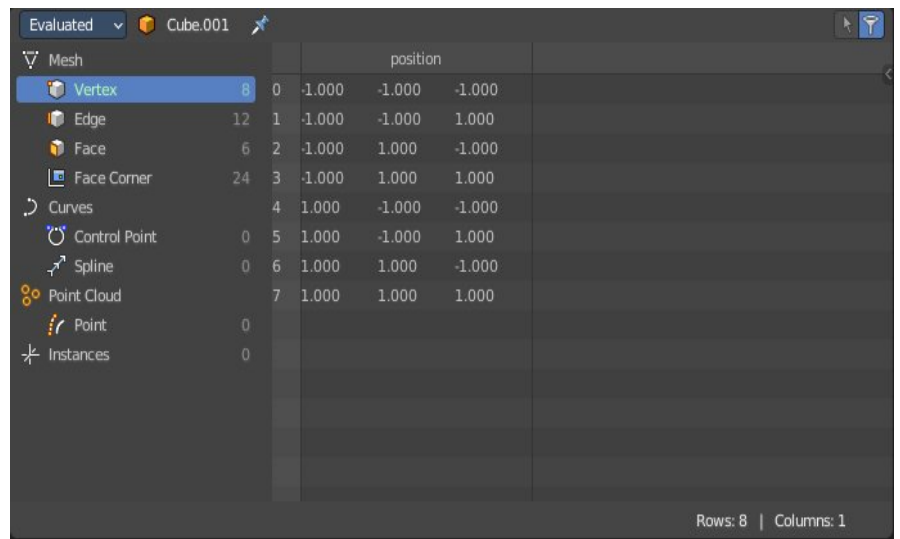 Evaluated Cube.001
Mesh position
Vertex 8 0 -1.000 -1.000 -1.000
Edge 12 1 -1.000 -1.000 1.000
Face 6 2 -1.000 1.000 -1.000
Face Corner 24 3 -1.000 1.000 1.000
Curves 4 1.000 -1.000 -1.000
Control Point 0 5 1.000 -1.000 1.000
Spline 0 6 1.000 1.000 -1.000
Point Cloud 7 1.000 1.000 1.000
Point 0
Instances 0
Rows: 8 | Columns: 1